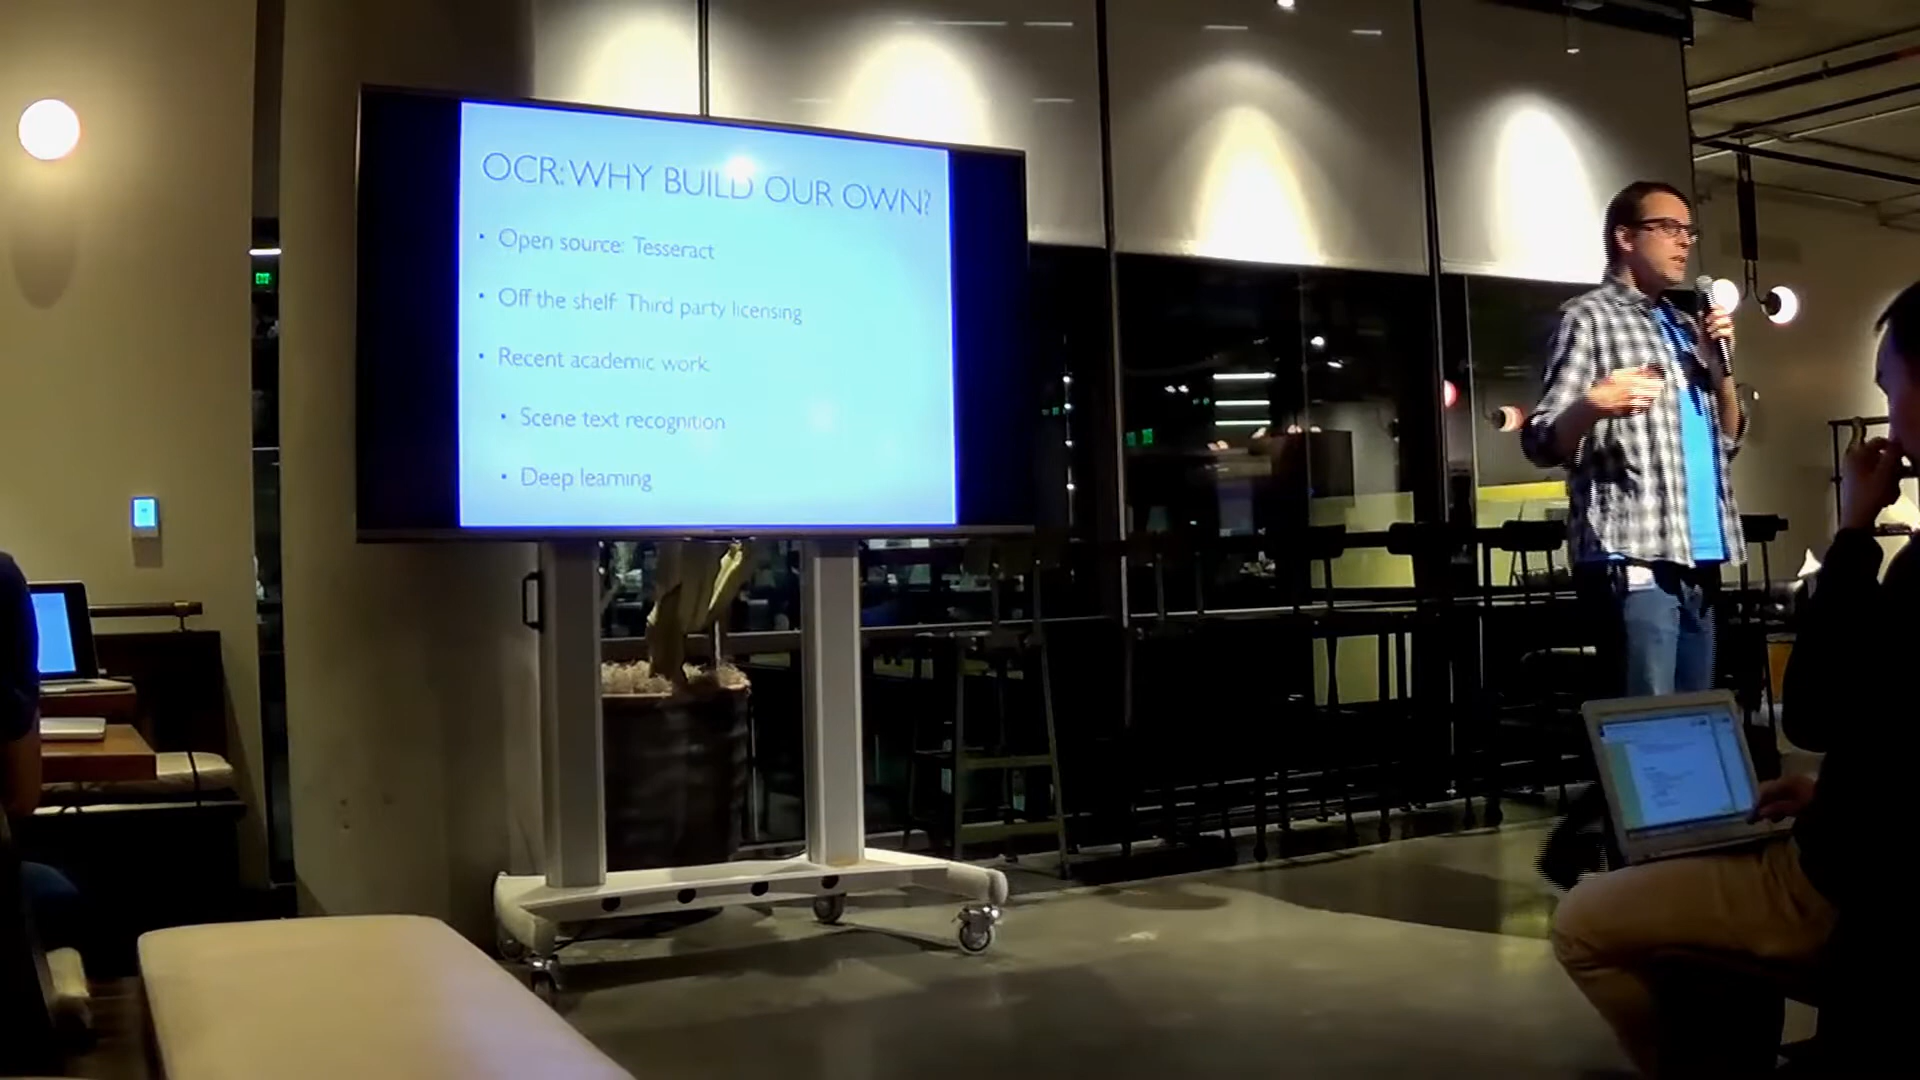 OCR: WHY BUILD OUR OWN?
• Open source: Tesseract
• Off the shelf: Third party licensing
• Recent academic work
• Scene text recognition
• Deep learning